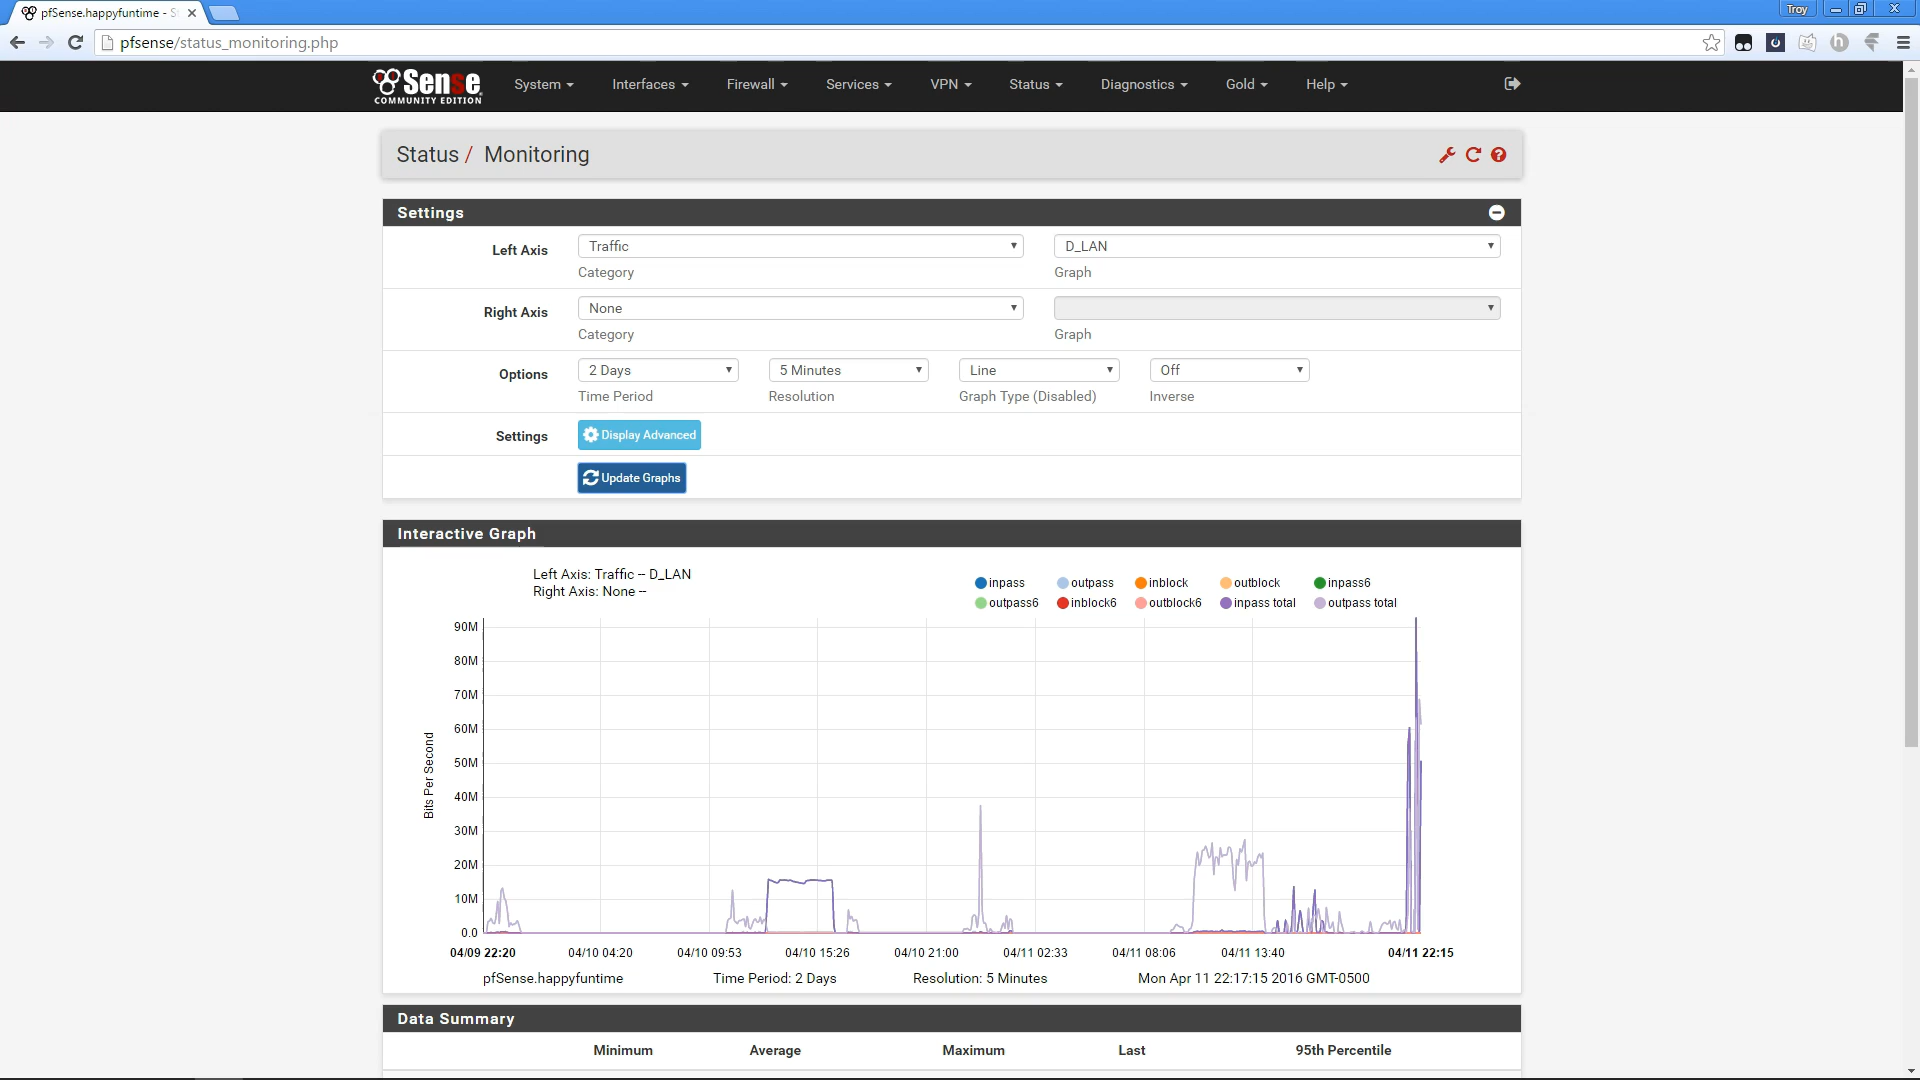 pfSense.happyfuntime - S
Troy
pfsense/status_monitoring.php
Sense
COMMUNITY EDITION
System
Interfaces
Firewall
Services
VPN
Status
Diagnostics
Gold
Help
Status / Monitoring
Settings
Left Axis
Traffic
D_LAN
Category
Graph
Right Axis
None
Category
Graph
Options
2 Days
5 Minutes
Line
Off
Time Period
Resolution
Graph Type (Disabled)
Inverse
Settings
Display Advanced
Update Graphs
Interactive Graph
Left Axis: Traffic -- D_LAN
Right Axis: None --
inpass
outpass
inblock
outblock
inpass6
outpass6
inblock6
outblock6
inpass total
outpass total
Bits Per Second
90M
80M
70M
60M
50M
40M
30M
20M
10M
0.0
04/09 22:20
04/10 04:20
04/10 09:53
04/10 15:26
04/10 21:00
04/11 02:33
04/11 08:06
04/11 13:40
04/11 22:15
pfSense.happyfuntime
Time Period: 2 Days
Resolution: 5 Minutes
Mon Apr 11 22:17:15 2016 GMT-0500
Data Summary
Minimum
Average
Maximum
Last
95th Percentile